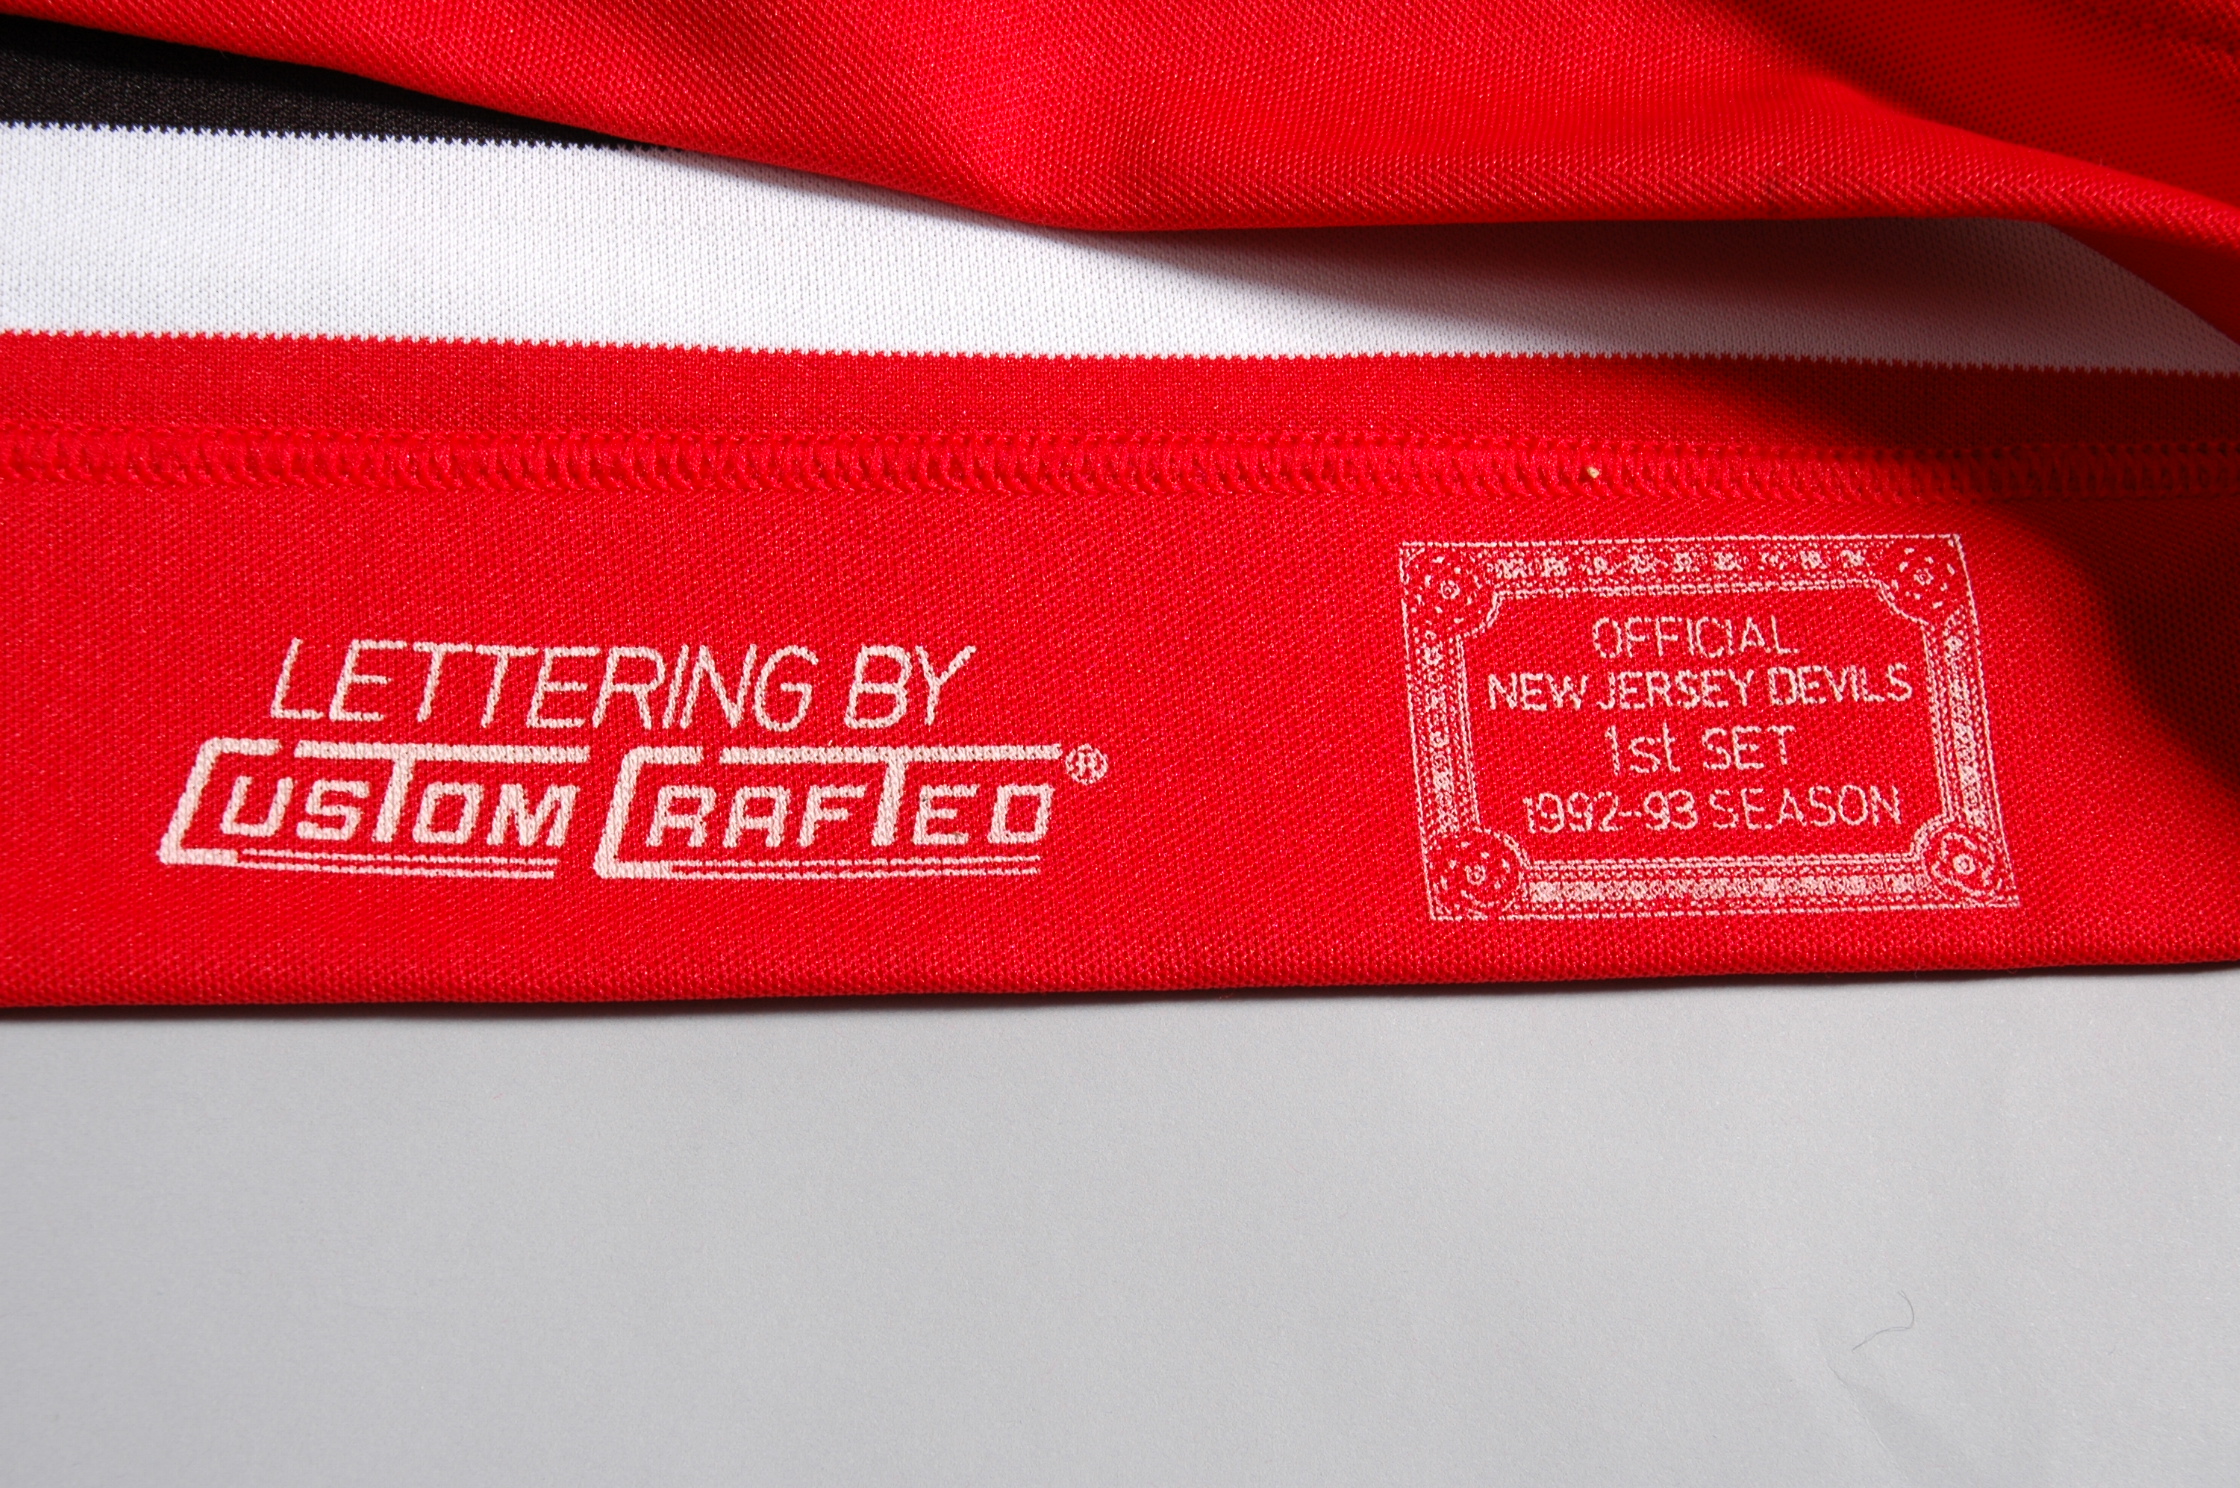 LETTERING BY
CUSTOM CRAFTED®
OFFICIAL
NEW JERSEY DEVILS
1st SET
1992-93 SEASON